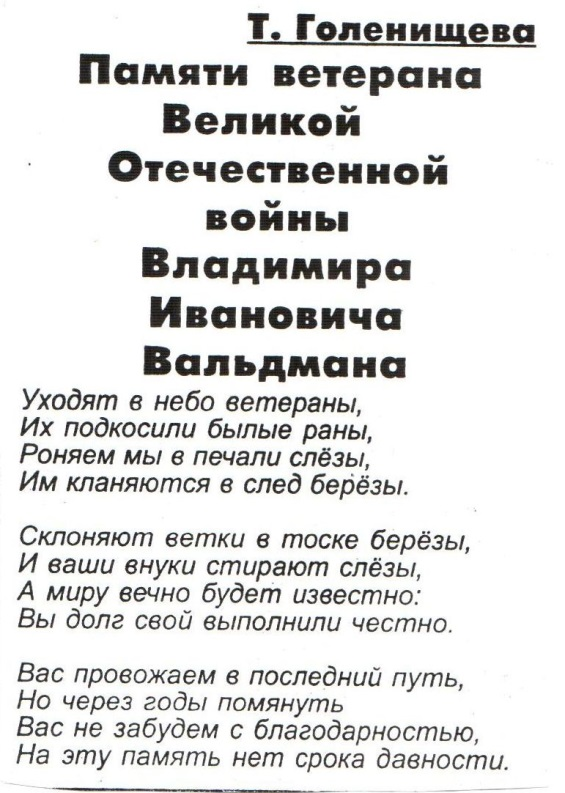 Т. Голенищева
Памяти ветерана
Великой
Отечественной
войны
Владимира
Ивановича
Вальдмана
Уходят в небо ветераны,
Их подкосили былые раны,
Роняем мы в печали слёзы,
Им кланяются в след берёзы.

Склоняют ветки в тоске берёзы,
И ваши внуки стирают слёзы,
А миру вечно будет известно:
Вы долг свой выполнили честно.

Вас провожаем в последний путь,
Но через годы помянуть
Вас не забудем с благодарностью,
На эту память нет срока давности.